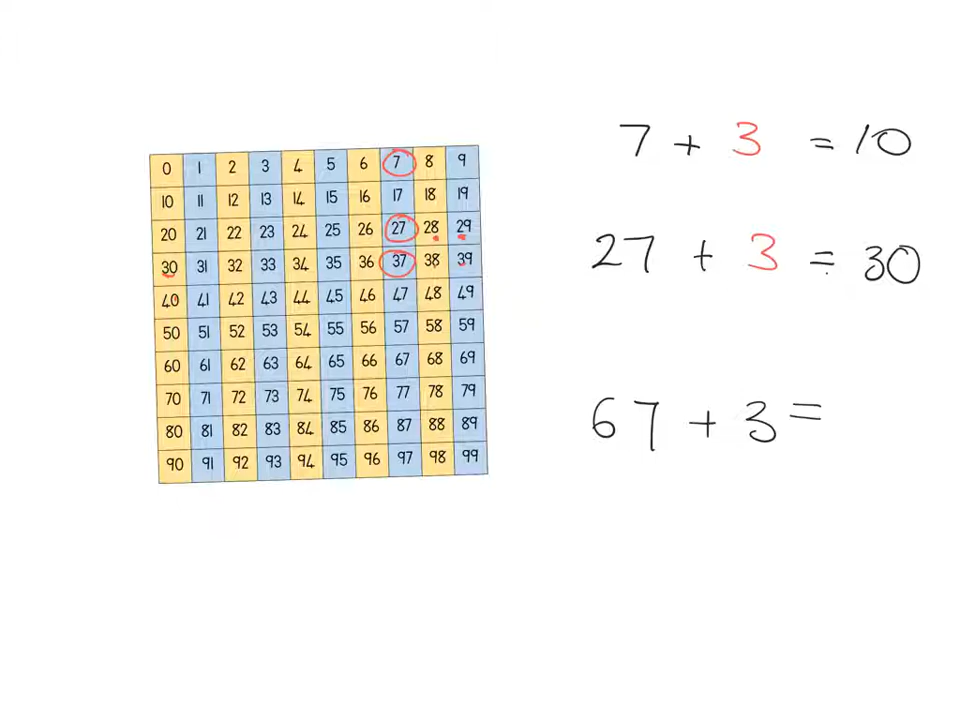 0 1 2 3 4 5 6 7 8 9
10 11 12 13 14 15 16 17 18 19
20 21 22 23 24 25 26 27 28 29
30 31 32 33 34 35 36 37 38 39
40 41 42 43 44 45 46 47 48 49
50 51 52 53 54 55 56 57 58 59
60 61 62 63 64 65 66 67 68 69
70 71 72 73 74 75 76 77 78 79
80 81 82 83 84 85 86 87 88 89
90 91 92 93 94 95 96 97 98 99
7 + 3 = 10
27 + 3 = 30
67 + 3 =